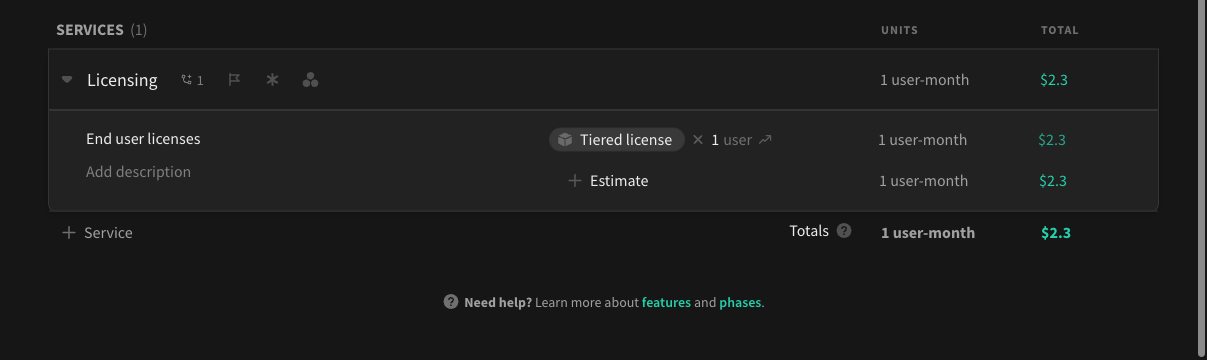 SERVICES (1) UNITS TOTAL
Licensing 1 1 user-month $2.3
End user licenses Tiered license × 1 user 1 user-month $2.3
Add description
+ Estimate 1 user-month $2.3
+ Service Totals ? 1 user-month $2.3
? Need help? Learn more about features and phases.